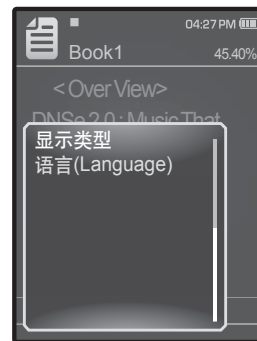 04:27 PM
Book1
45.40%
< Over View>
DNSe 2.0 : Music That
显示类型
语言(Language)